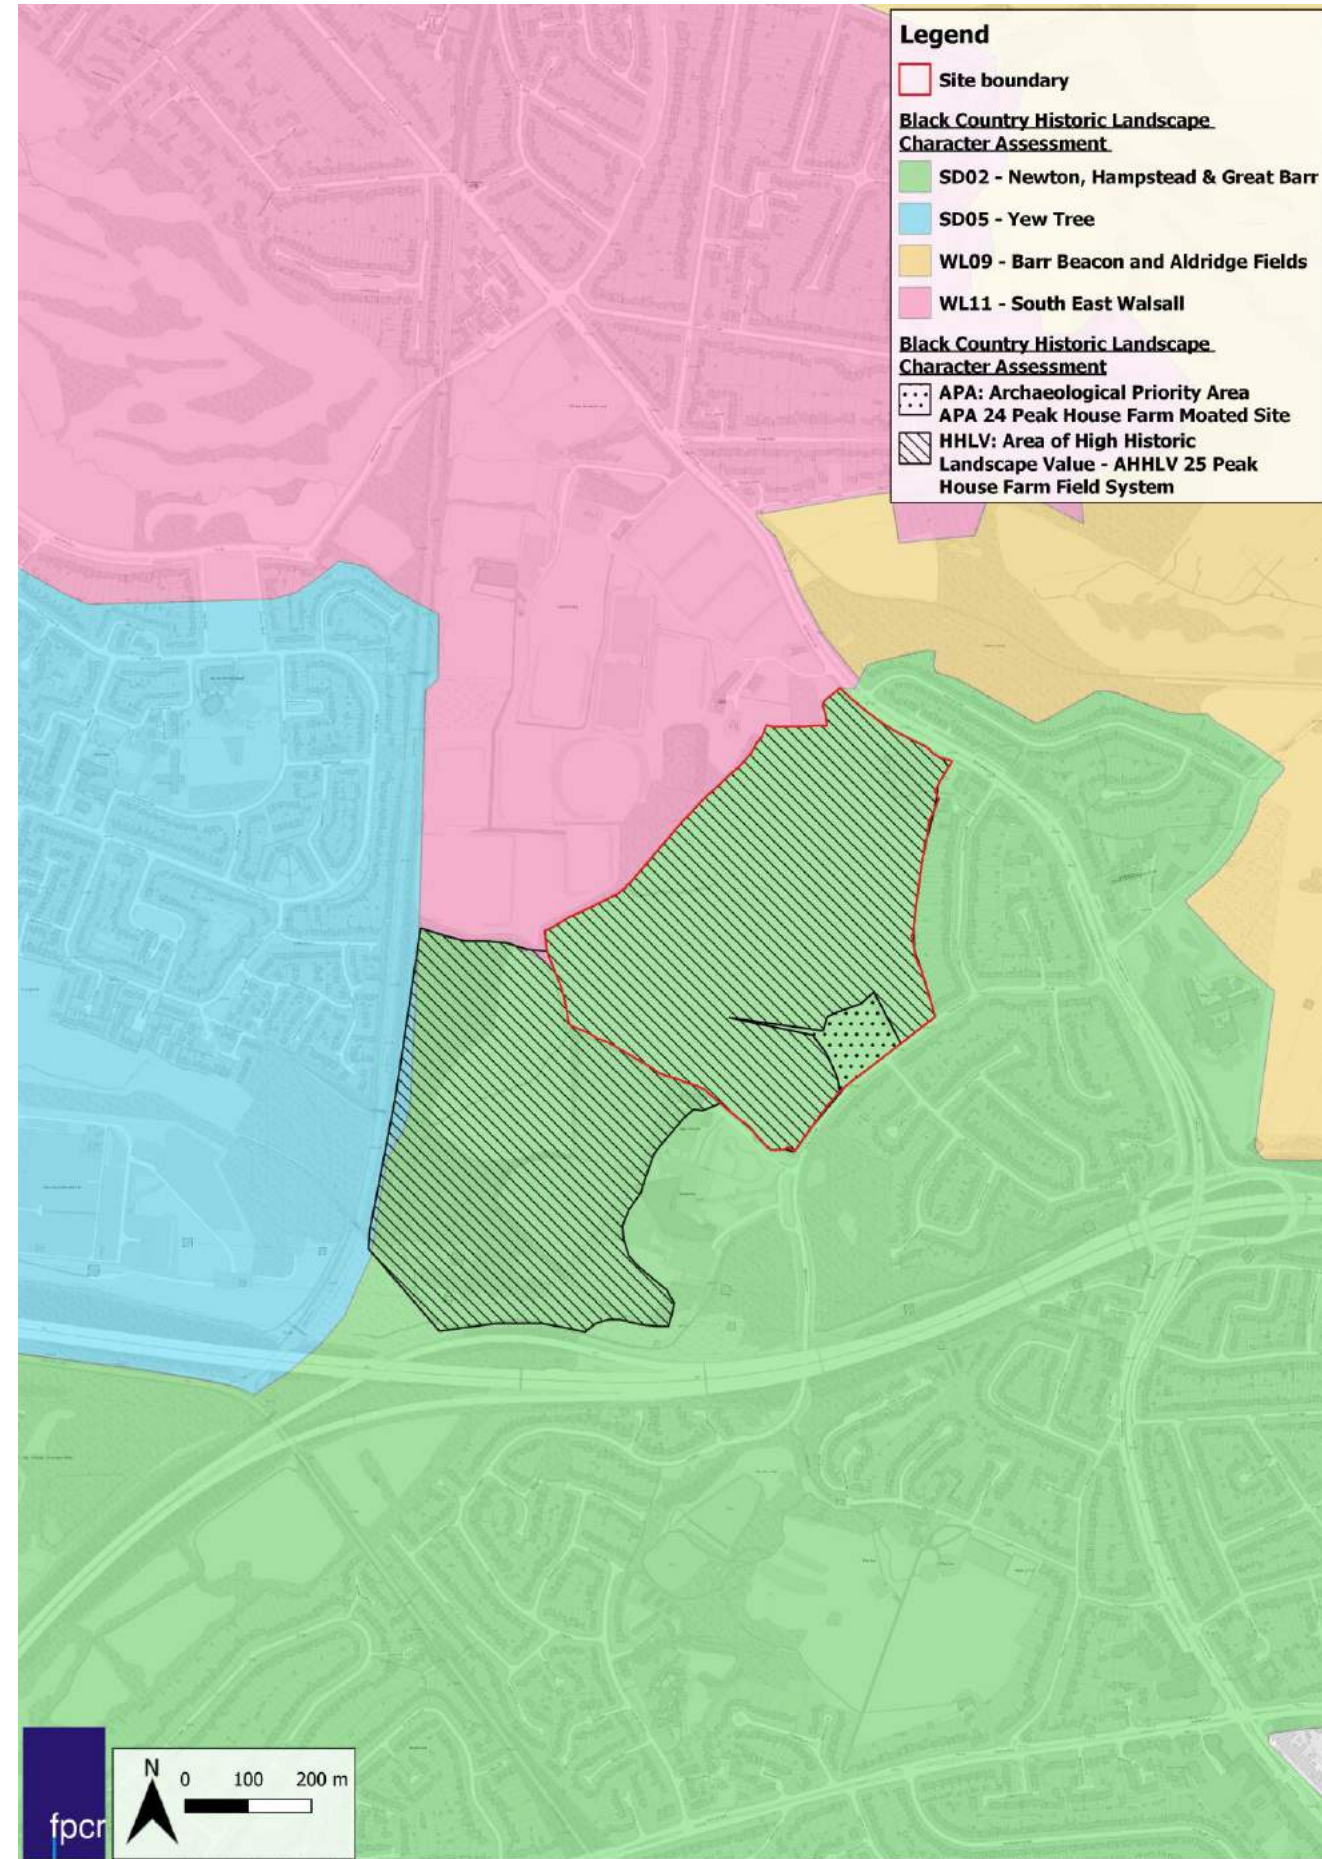 Legend
Site boundary
Black Country Historic Landscape
Character Assessment
SD02 - Newton, Hampstead & Great Barr
SD05 - Yew Tree
WL09 - Barr Beacon and Aldridge Fields
WL11 - South East Walsall
Black Country Historic Landscape
Character Assessment
APA: Archaeological Priority Area
APA 24 Peak House Farm Moated Site
HHLV: Area of High Historic
Landscape Value - AHHLV 25 Peak
House Farm Field System
fpcr
N
0 100 200 m